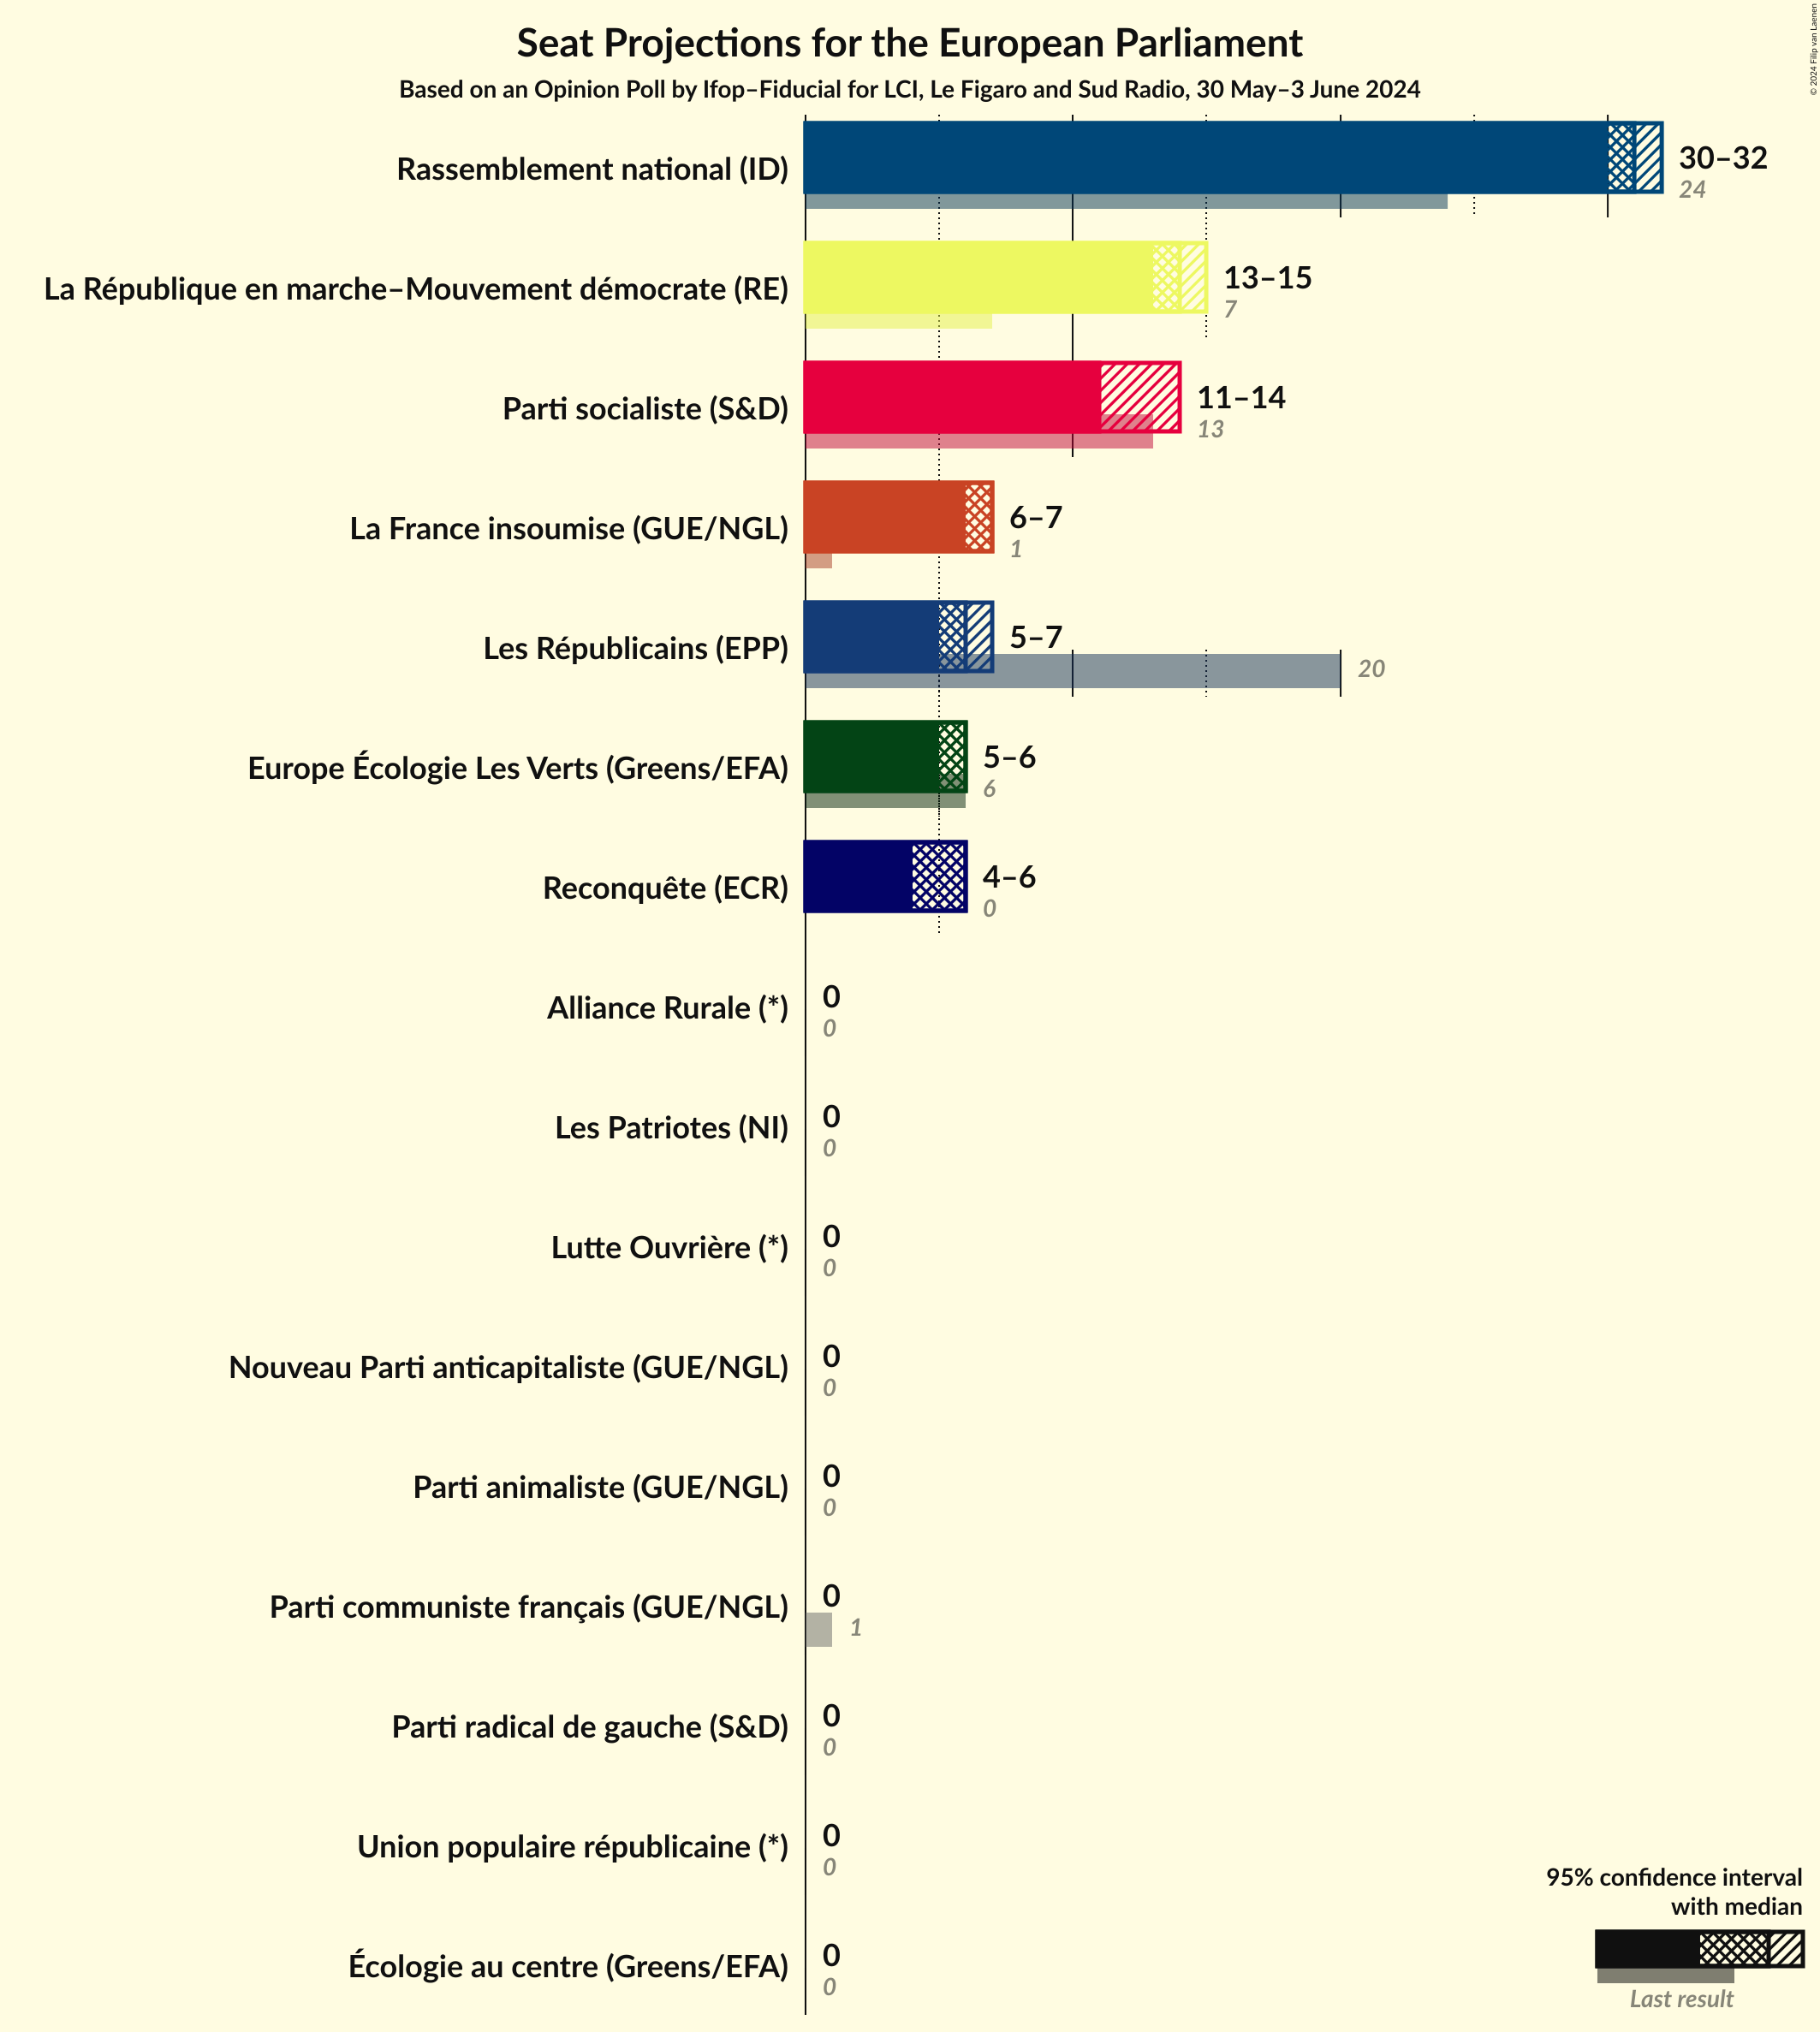 Seat Projections for the European Parliament
Based on an Opinion Poll by Ifop–Fiducial for LCI, Le Figaro and Sud Radio, 30 May–3 June 2024
© 2024 Filip van Laenen
Rassemblement national (ID)
30–32
24
La République en marche–Mouvement démocrate (RE)
13–15
7
Parti socialiste (S&D)
11–14
13
La France insoumise (GUE/NGL)
6–7
1
Les Républicains (EPP)
5–7
20
Europe Écologie Les Verts (Greens/EFA)
5–6
6
Reconquête (ECR)
4–6
0
Alliance Rurale (*)
0
0
Les Patriotes (NI)
0
0
Lutte Ouvrière (*)
0
0
Nouveau Parti anticapitaliste (GUE/NGL)
0
0
Parti animaliste (GUE/NGL)
0
0
Parti communiste français (GUE/NGL)
0
1
Parti radical de gauche (S&D)
0
0
Union populaire républicaine (*)
0
0
Écologie au centre (Greens/EFA)
0
0
95% confidence interval
with median
Last result